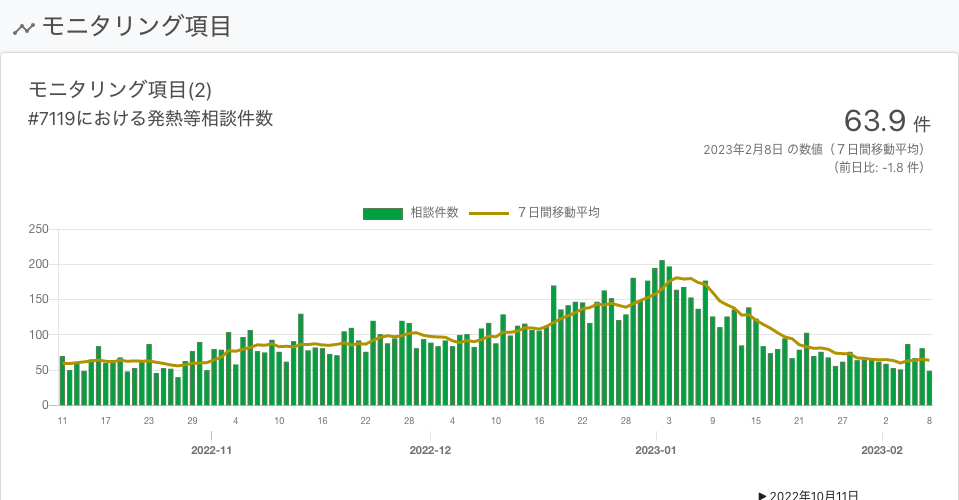 モニタリング項目
モニタリング項目(2)
#7119における発熱等相談件数
63.9 件
2023年2月8日 の数値（７日間移動平均）
（前日比: -1.8 件）
相談件数 ７日間移動平均
250
200
150
100
50
0
11 17 23 29 4 10 16 22 28 4 10 16 22 28 3 9 15 21 27 2 8
2022-11 2022-12 2023-01 2023-02
▶ 2022年10月11日